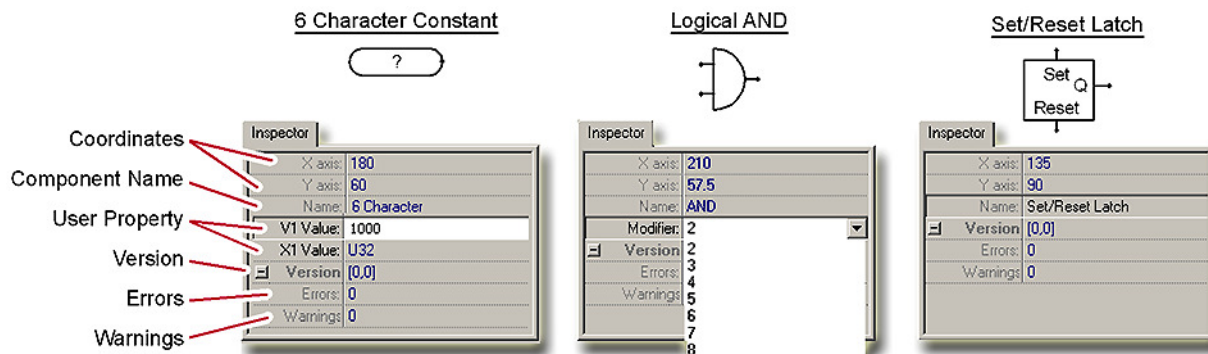 6 Character Constant
Logical AND
Set/Reset Latch
?
Set
Q
Reset
Coordinates
Component Name
User Property
Version
Errors
Warnings
Inspector
X axis: 180
Y axis: 60
Name: 6 Character
V1 Value: 1000
X1 Value: U32
Version [0,0]
Errors: 0
Warnings 0
Inspector
X axis: 210
Y axis: 57.5
Name: AND
Modifier: 2
Version 2
3
Errors: 4
5
Warnings 6
7
8
Inspector
X axis: 135
Y axis: 90
Name: Set/Reset Latch
Version [0,0]
Errors: 0
Warnings 0